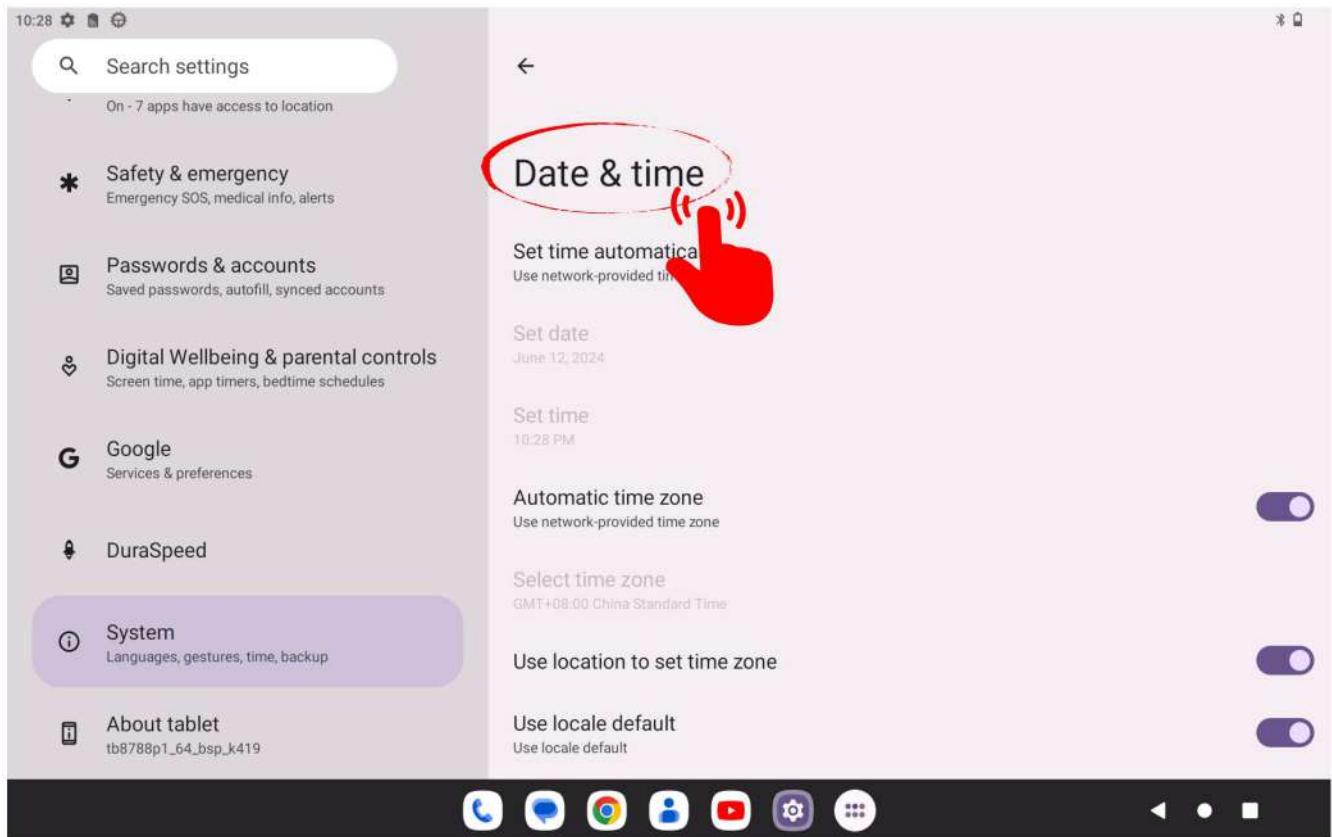 10:28
Search settings
On - 7 apps have access to location
Safety & emergency
Emergency SOS, medical info, alerts
Passwords & accounts
Saved passwords, autofill, synced accounts
Digital Wellbeing & parental controls
Screen time, app timers, bedtime schedules
Google
Services & preferences
DuraSpeed
System
Languages, gestures, time, backup
About tablet
tb8788p1_64_bsp_k419
Date & time
Set time automatica
Use network-provided
Set date
June 12, 2024
Set time
10:28 PM
Automatic time zone
Use network-provided time zone
Select time zone
GMT+08:00 China Standard Time
Use location to set time zone
Use locale default
Use locale default